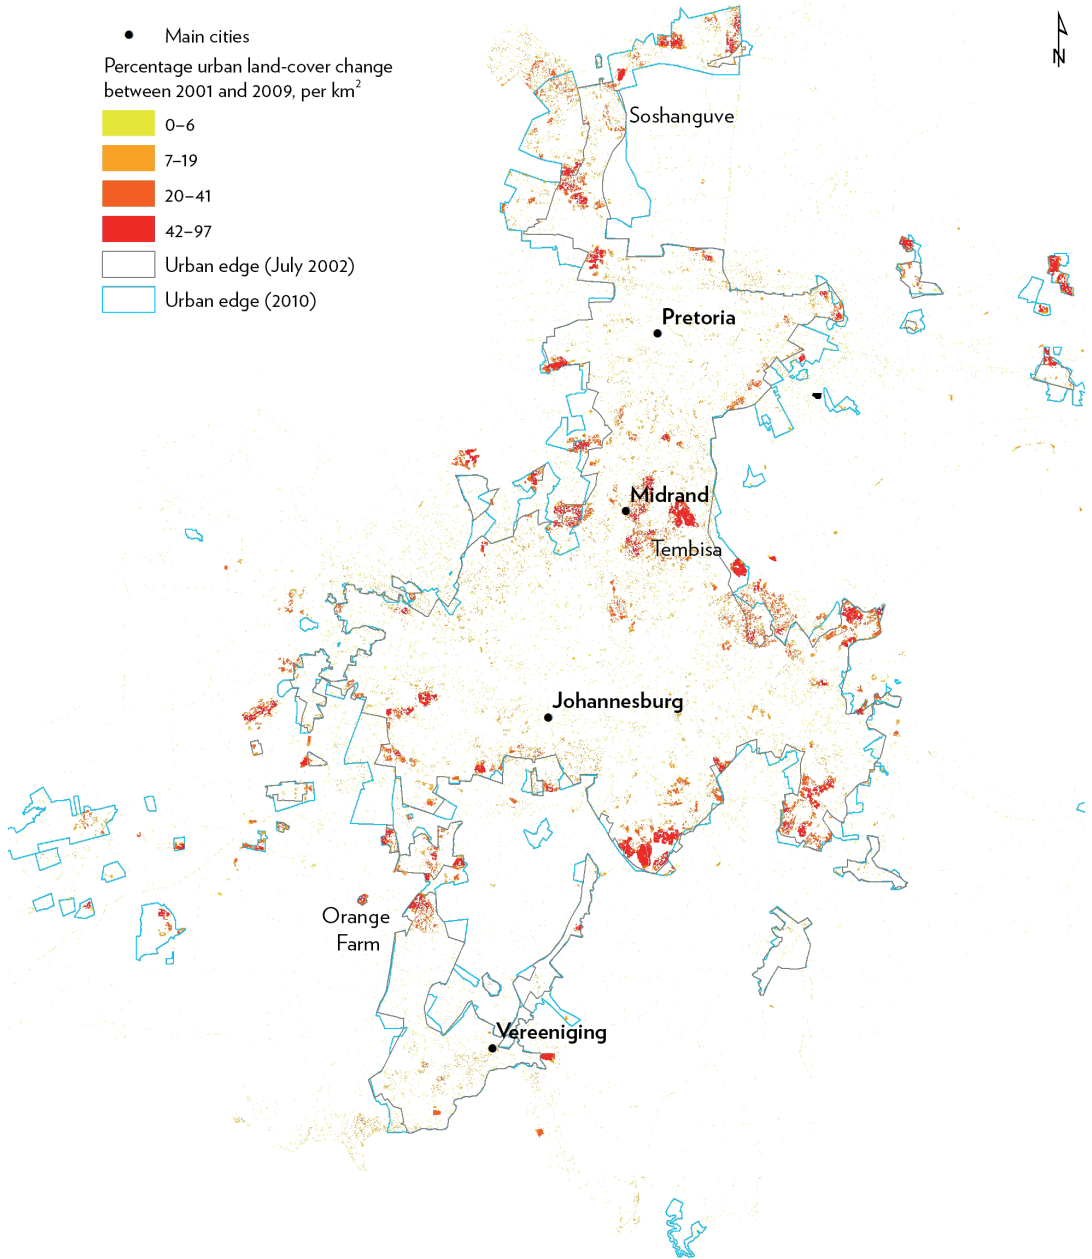 Main cities
Percentage urban land-cover change
between 2001 and 2009, per km²
0–6
7–19
20–41
42–97
Urban edge (July 2002)
Urban edge (2010)
N
Soshanguve
Pretoria
Midrand
Tembisa
Johannesburg
Orange
Farm
Vereeniging